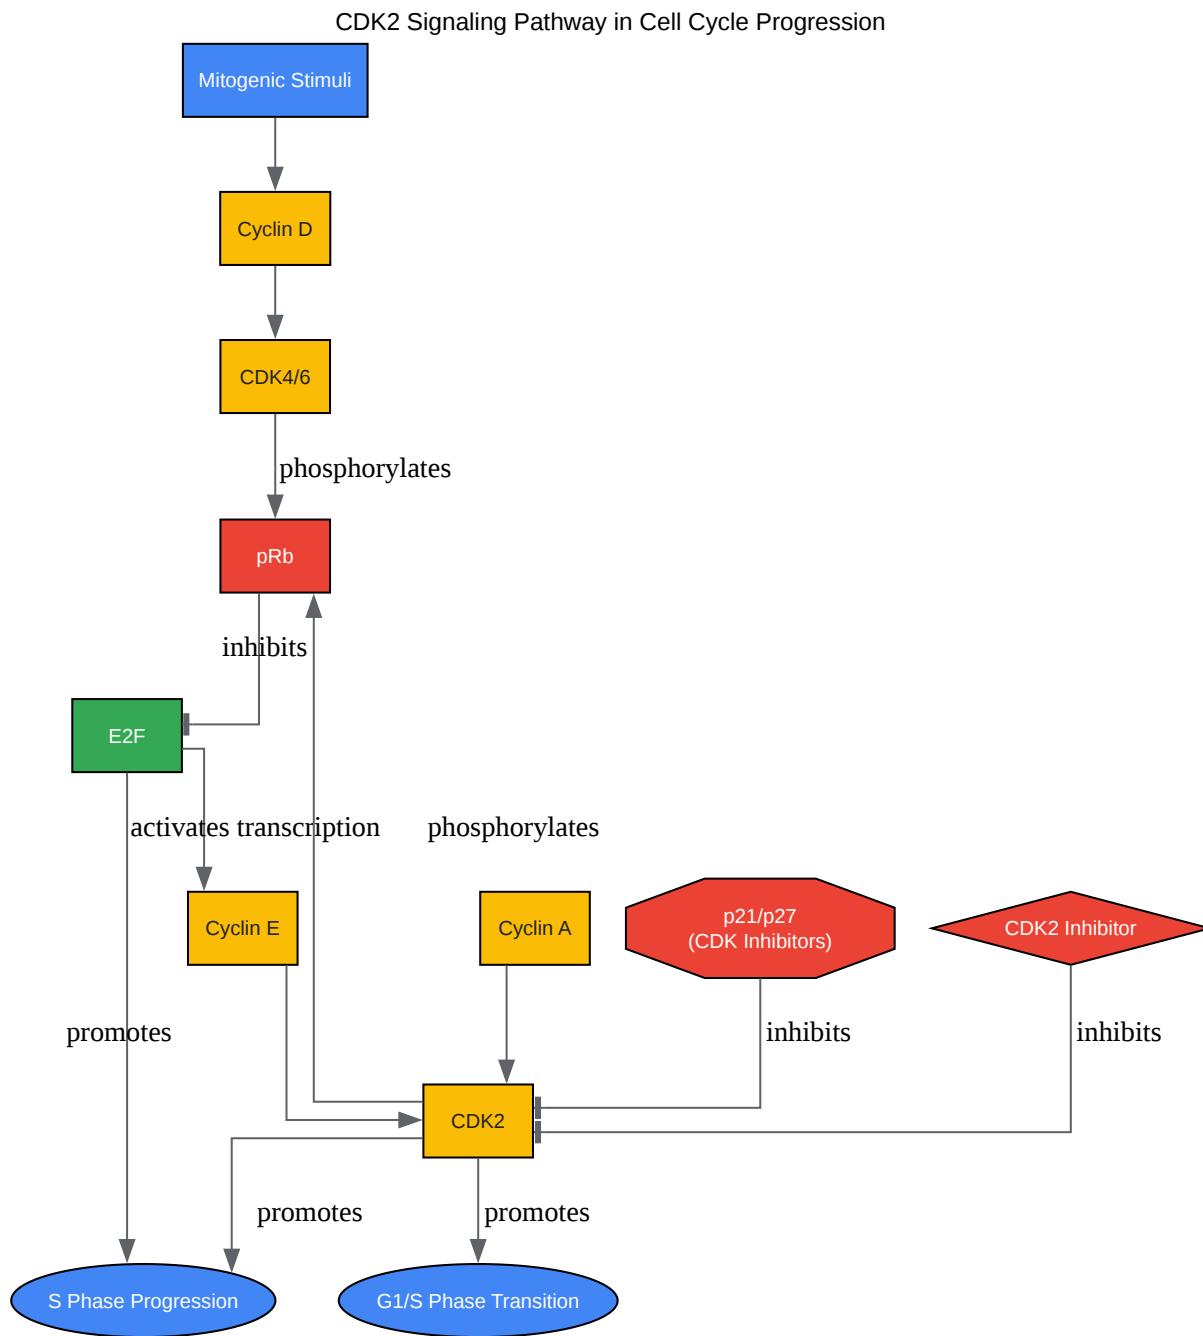 CDK2 Signaling Pathway in Cell Cycle Progression
Mitogenic Stimuli
Cyclin D
CDK4/6
phosphorylates
pRb
inhibits
E2F
activates transcription
phosphorylates
Cyclin E
Cyclin A
p21/p27
(CDK Inhibitors)
CDK2 Inhibitor
promotes
inhibits
inhibits
CDK2
promotes
promotes
S Phase Progression
G1/S Phase Transition